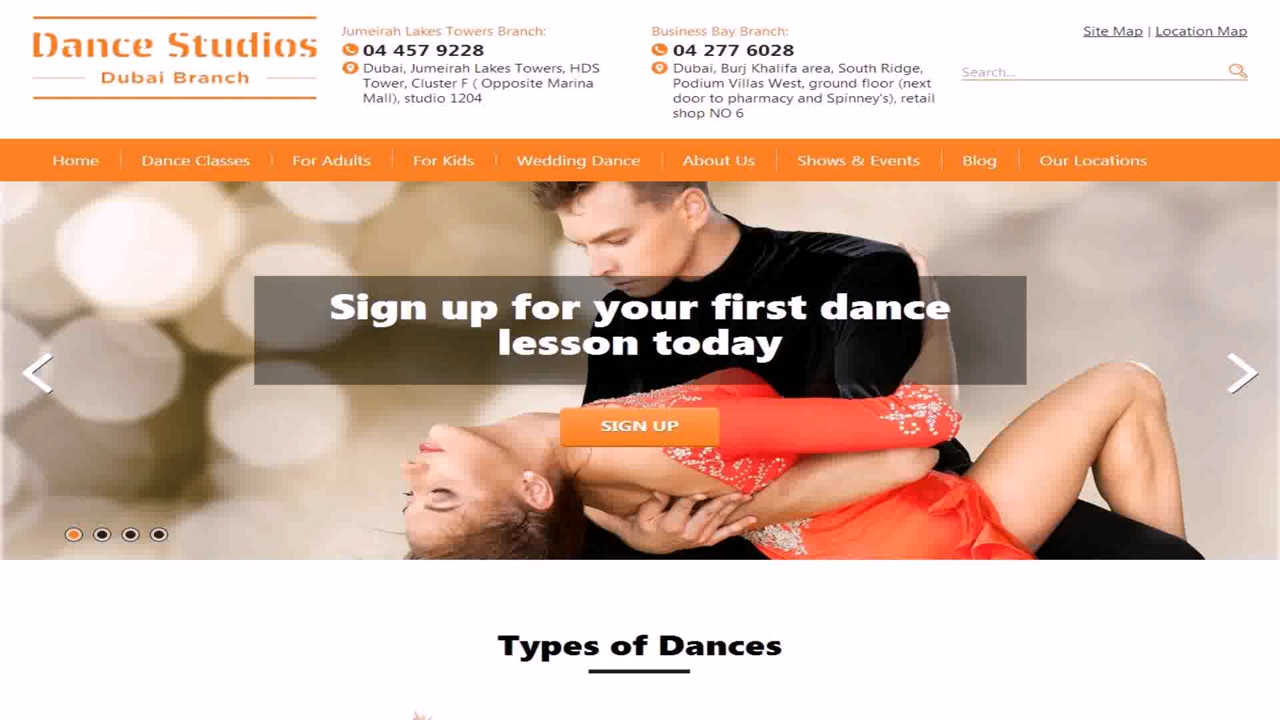 Dance Studios
Dubai Branch
Jumeirah Lakes Towers Branch:
04 457 9228
Dubai, Jumeirah Lakes Towers, HDS
Tower, Cluster F ( Opposite Marina
Mall), studio 1204
Business Bay Branch:
04 277 6028
Dubai, Burj Khalifa area, South Ridge,
Podium Villas West, ground floor (next
door to pharmacy and Spinney's), retail
shop NO 6
Site Map | Location Map
Search...
Home | Dance Classes | For Adults | For Kids | Wedding Dance | About Us | Shows & Events | Blog | Our Locations
Sign up for your first dance
lesson today
SIGN UP
Types of Dances